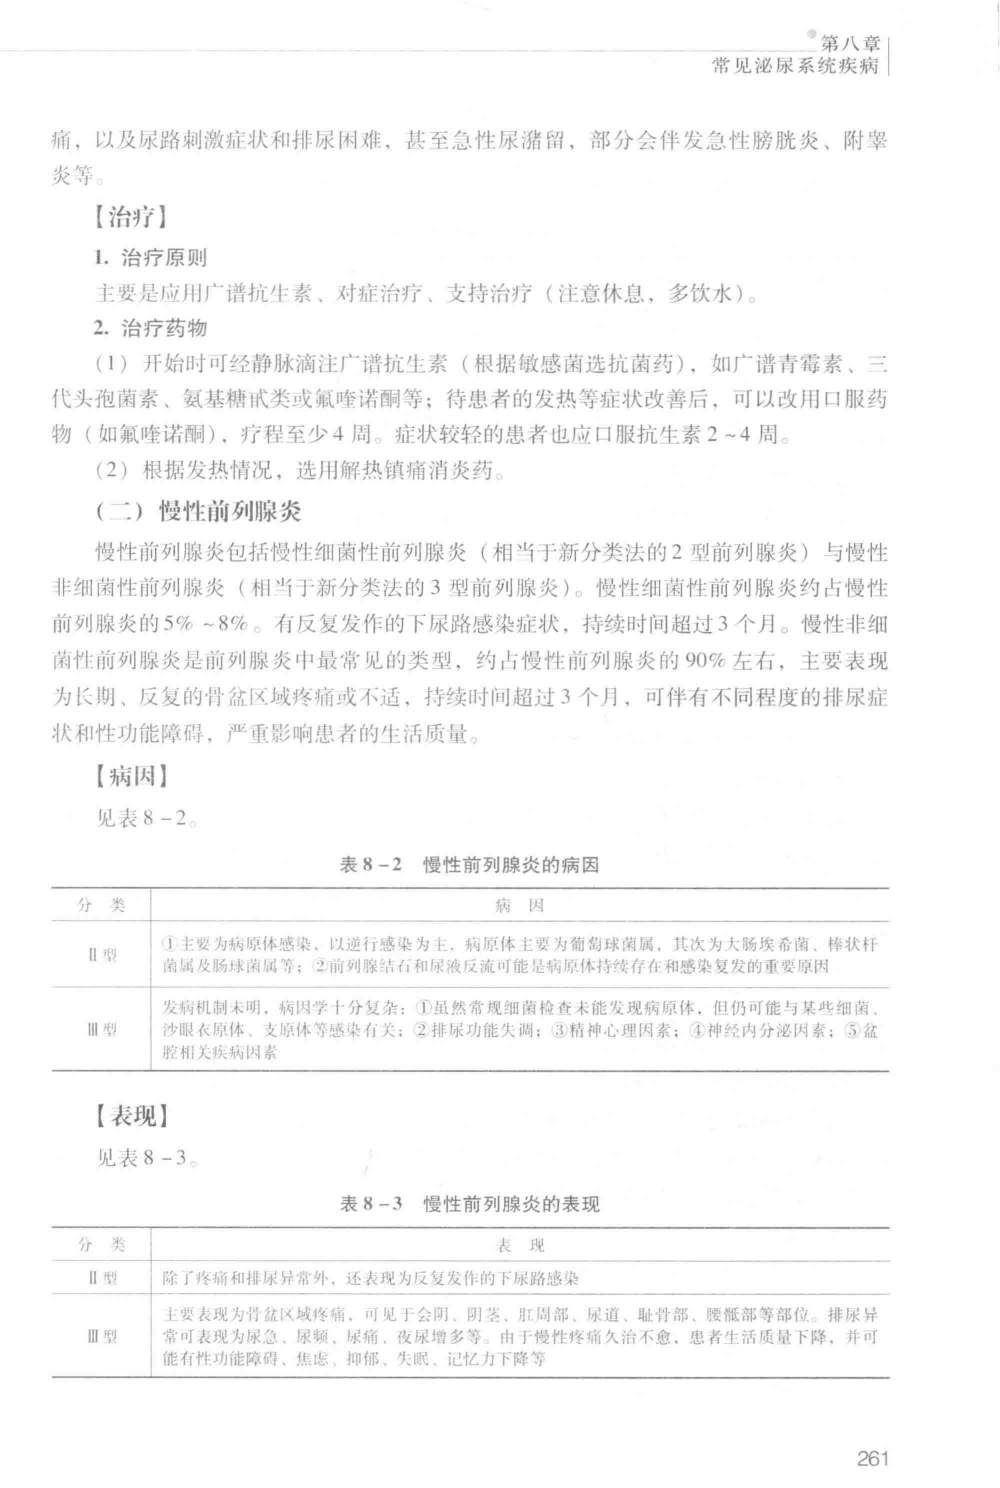 第八章
常见泌尿系统疾病
痛，以及尿路刺激症状和排尿困难，甚至急性尿潴留，部分会伴发急性膀胱炎、附睾
炎等。
【治疗】
1. 治疗原则
主要是应用广谱抗生素、对症治疗、支持治疗（注意休息，多饮水）。
2. 治疗药物
（1）开始时可经静脉滴注广谱抗生素（根据敏感菌选抗菌药），如广谱青霉素、三
代头孢菌素、氨基糖甙类或氟喹诺酮等；待患者的发热等症状改善后，可以改用口服药
物（如氟喹诺酮），疗程至少4周。症状较轻的患者也应口服抗生素2~4周。
（2）根据发热情况，选用解热镇痛消炎药。
（二）慢性前列腺炎
慢性前列腺炎包括慢性细菌性前列腺炎（相当于新分类法的2型前列腺炎）与慢性
非细菌性前列腺炎（相当于新分类法的3型前列腺炎）。慢性细菌性前列腺炎约占慢性
前列腺炎的5%~8%。有反复发作的下尿路感染症状，持续时间超过3个月。慢性非细
菌性前列腺炎是前列腺炎中最常见的类型，约占慢性前列腺炎的90%左右，主要表现
为长期、反复的骨盆区域疼痛或不适，持续时间超过3个月，可伴有不同程度的排尿症
状和性功能障碍，严重影响患者的生活质量。
【病因】
见表8-2。
表8-2 慢性前列腺炎的病因
分 类 病 因
Ⅱ型 ①主要为病原体感染，以逆行感染为主，病原体主要为葡萄球菌属，其次为大肠埃希菌、棒状杆
菌属及肠球菌属等；②前列腺结石和尿液反流可能是病原体持续存在和感染复发的重要原因
发病机制未明，病因学十分复杂：①虽然常规细菌检查未能发现病原体，但仍可能与某些细菌、
Ⅲ型 沙眼衣原体、支原体等感染有关；②排尿功能失调；③精神心理因素；④神经内分泌因素；⑤盆
腔相关疾病因素
【表现】
见表8-3。
表8-3 慢性前列腺炎的表现
分 类 表 现
Ⅱ型 除了疼痛和排尿异常外，还表现为反复发作的下尿路感染
主要表现为骨盆区域疼痛，可见于会阴、阴茎、肛周部、尿道、耻骨部、腰骶部等部位。排尿异
Ⅲ型 常可表现为尿急、尿频、尿痛、夜尿增多等。由于慢性疼痛久治不愈，患者生活质量下降，并可
能有性功能障碍、焦虑、抑郁、失眠、记忆力下降等
261